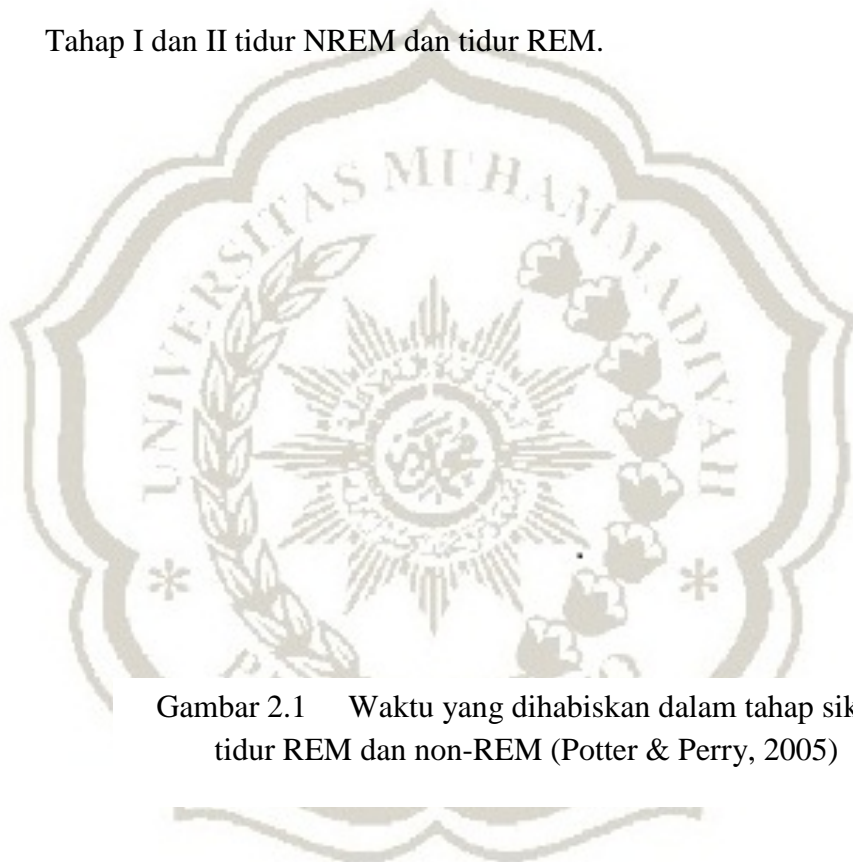 Tahap I dan II tidur NREM dan tidur REM.
UNIVERSITAS MUHAMMADIYAH
Gambar 2.1 Waktu yang dihabiskan dalam tahap sik
tidur REM dan non-REM (Potter & Perry, 2005)